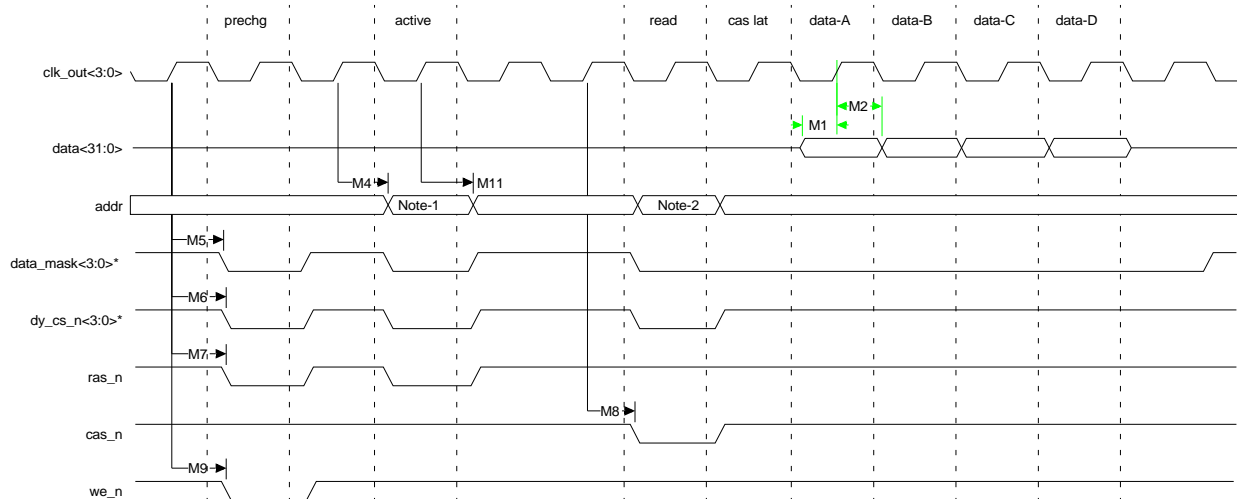 prechg active read cas lat data-A data-B data-C data-D
clk_out<3:0>
M2
M1
data<31:0>
M4 M11
addr Note-1 Note-2
M5
data_mask<3:0>*
M6
dy_cs_n<3:0>*
M7
ras_n
M8
cas_n
M9
we_n